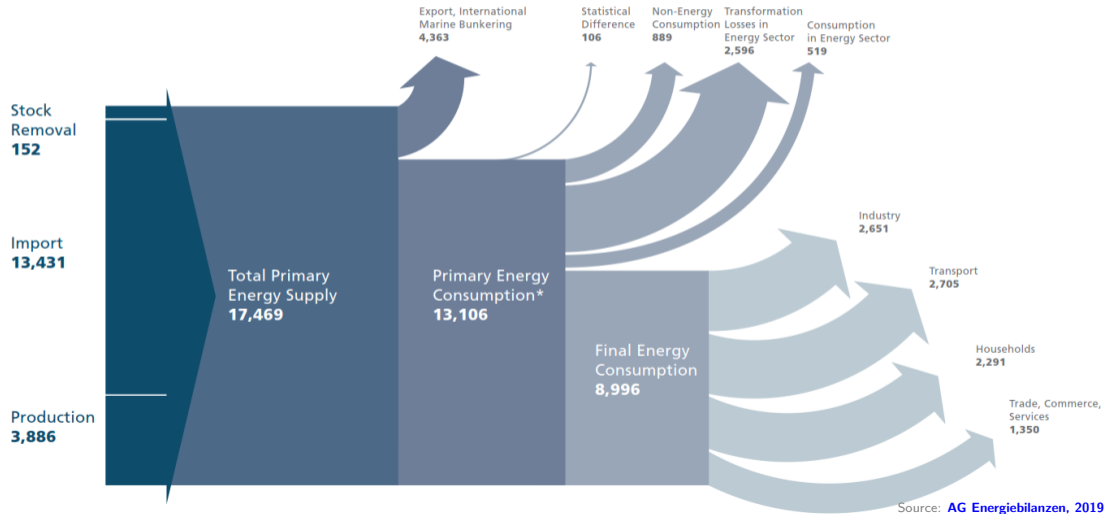 Export, International
Marine Bunkering
4,363
Statistical
Difference
106
Non-Energy
Consumption
889
Transformation
Losses in
Energy Sector
2,596
Consumption
in Energy Sector
519
Stock
Removal
152
Import
13,431
Production
3,886
Total Primary
Energy Supply
17,469
Primary Energy
Consumption*
13,106
Final Energy
Consumption
8,996
Industry
2,651
Transport
2,705
Households
2,291
Trade, Commerce,
Services
1,350
Source: AG Energiebilanzen, 2019